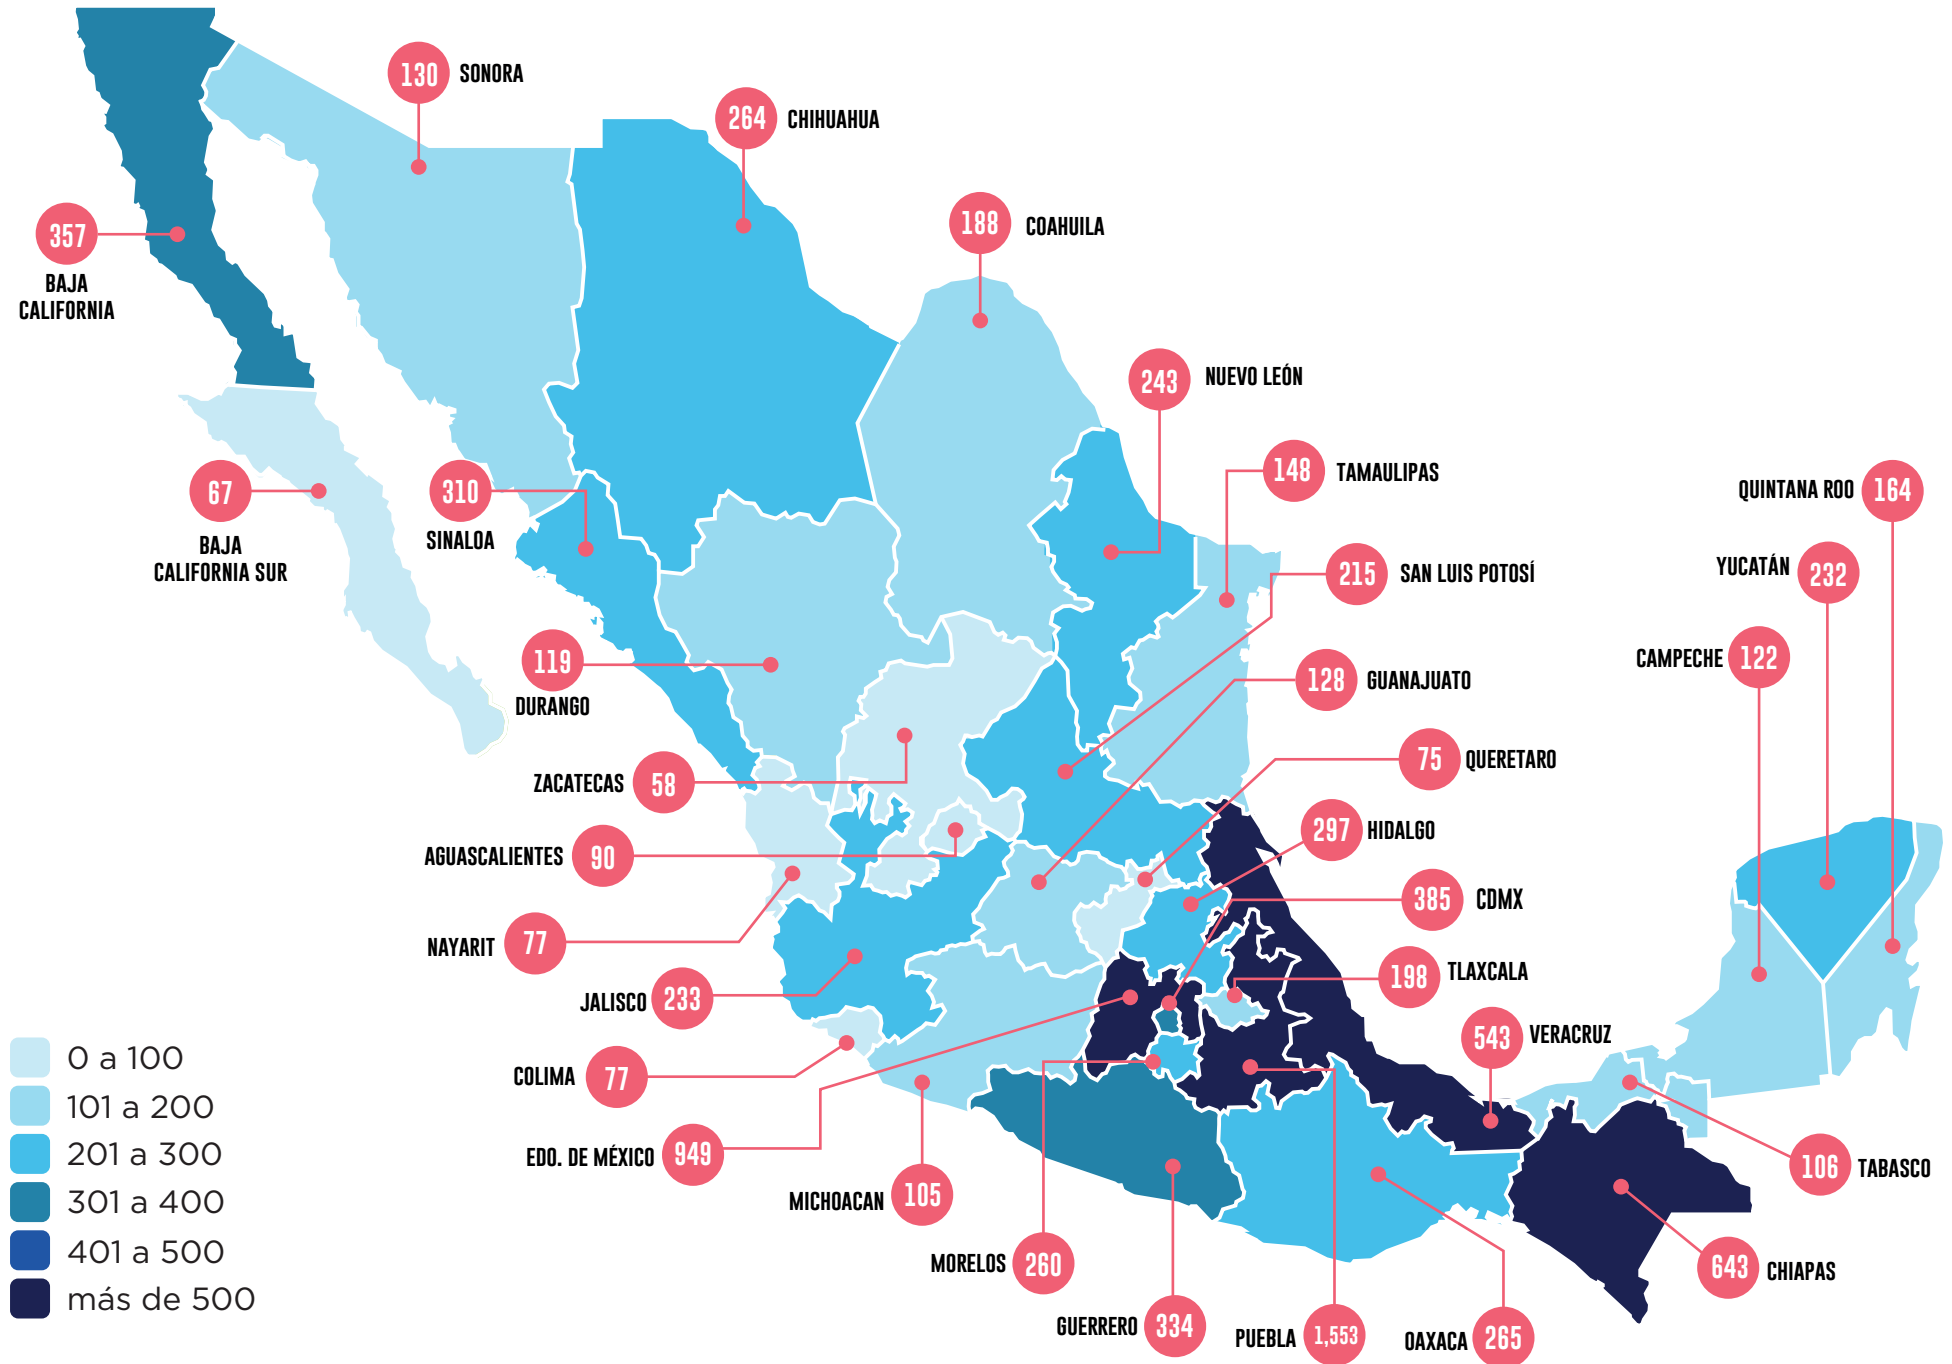 130 SONORA
264 CHIHUAHUA
188 COAHUILA
357
BAJA
CALIFORNIA
243 NUEVO LEÓN
148 TAMAULIPAS
67
BAJA
CALIFORNIA SUR
310
SINALOA
QUINTANA ROO 164
YUCATÁN 232
215 SAN LUIS POTOSÍ
CAMPECHE 122
119
DURANGO
128 GUANAJUATO
ZACATECAS 58
75 QUERETARO
297 HIDALGO
AGUASCALIENTES 90
385 CDMX
NAYARIT 77
198 TLAXCALA
JALISCO 233
543 VERACRUZ
COLIMA 77
EDO. DE MÉXICO 949
106 TABASCO
MICHOACAN 105
MORELOS 260
643 CHIAPAS
GUERRERO 334
PUEBLA 1,553
OAXACA 265
0 a 100
101 a 200
201 a 300
301 a 400
401 a 500
más de 500